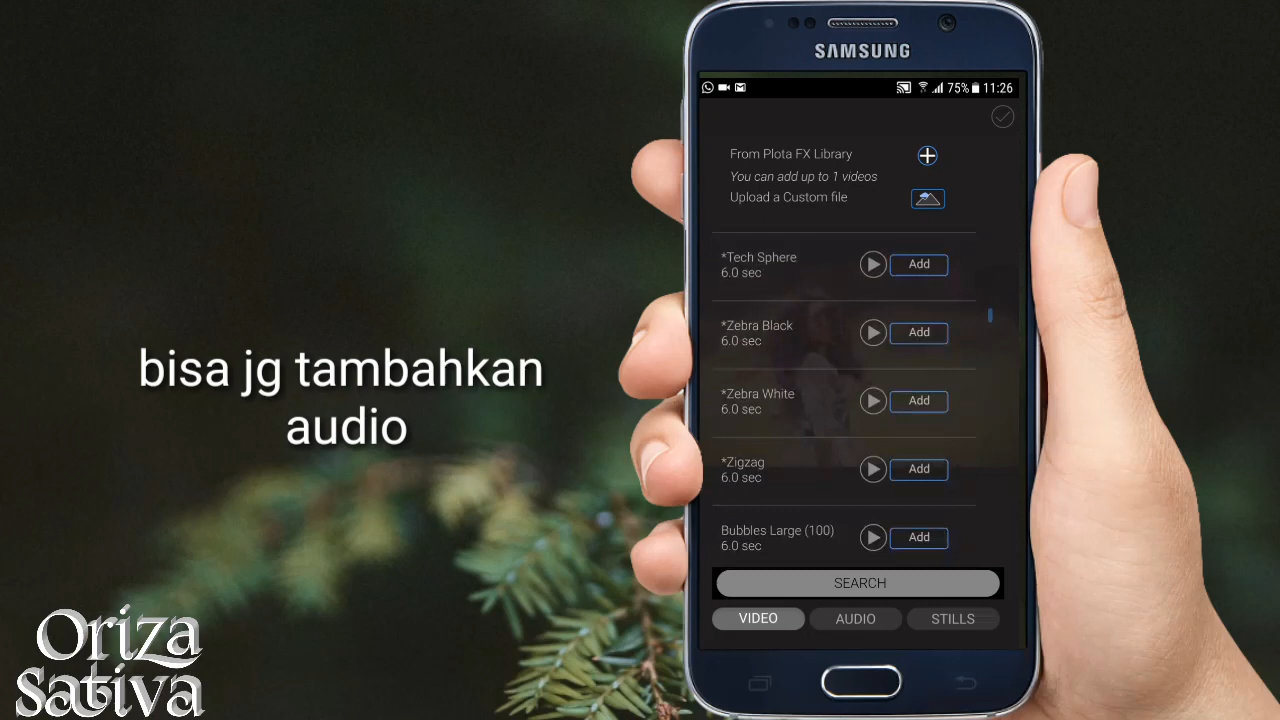 SAMSUNG
75% 11:26
From Plota FX Library
You can add up to 1 videos
Upload a Custom file
*Tech Sphere
6.0 sec
Add
*Zebra Black
6.0 sec
Add
*Zebra White
6.0 sec
Add
*Zigzag
6.0 sec
Add
Bubbles Large (100)
6.0 sec
Add
SEARCH
VIDEO AUDIO STILLS
bisa jg tambahkan
audio
Oriza
Sativa